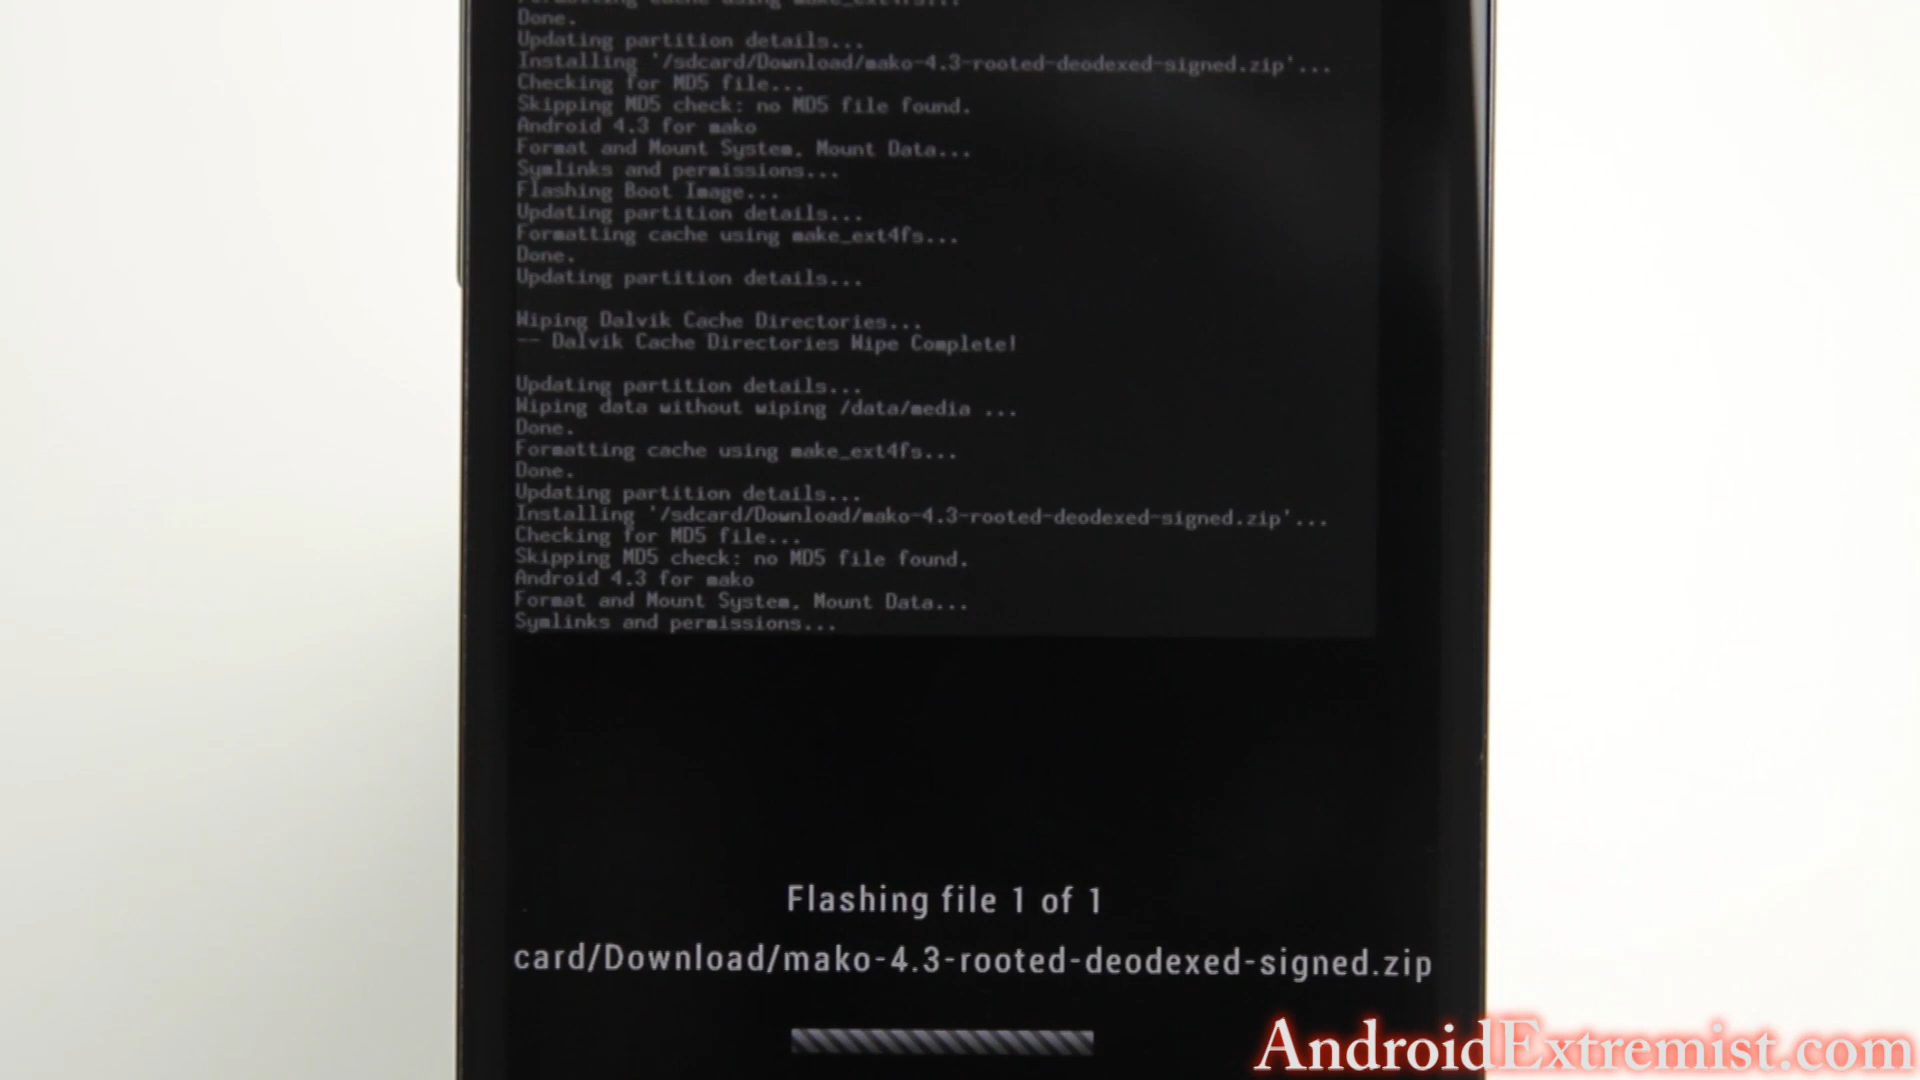 Formatting cache using make_ext4fs...
Done.
Updating partition details...
Installing '/sdcard/Download/mako-4.3-rooted-deodexed-signed.zip'...
Checking for MD5 file...
Skipping MD5 check: no MD5 file found.
Android 4.3 for mako
Format and Mount System, Mount Data...
Symlinks and permissions...
Flashing Boot Image...
Updating partition details...
Formatting cache using make_ext4fs...
Done.
Updating partition details...
Wiping Dalvik Cache Directories...
-- Dalvik Cache Directories Wipe Complete!
Updating partition details...
Wiping data without wiping /data/media ...
Done.
Formatting cache using make_ext4fs...
Done.
Updating partition details...
Installing '/sdcard/Download/mako-4.3-rooted-deodexed-signed.zip'...
Checking for MD5 file...
Skipping MD5 check: no MD5 file found.
Android 4.3 for mako
Format and Mount System, Mount Data...
Symlinks and permissions...
Flashing file 1 of 1
card/Download/mako-4.3-rooted-deodexed-signed.zip
AndroidExtremist.com